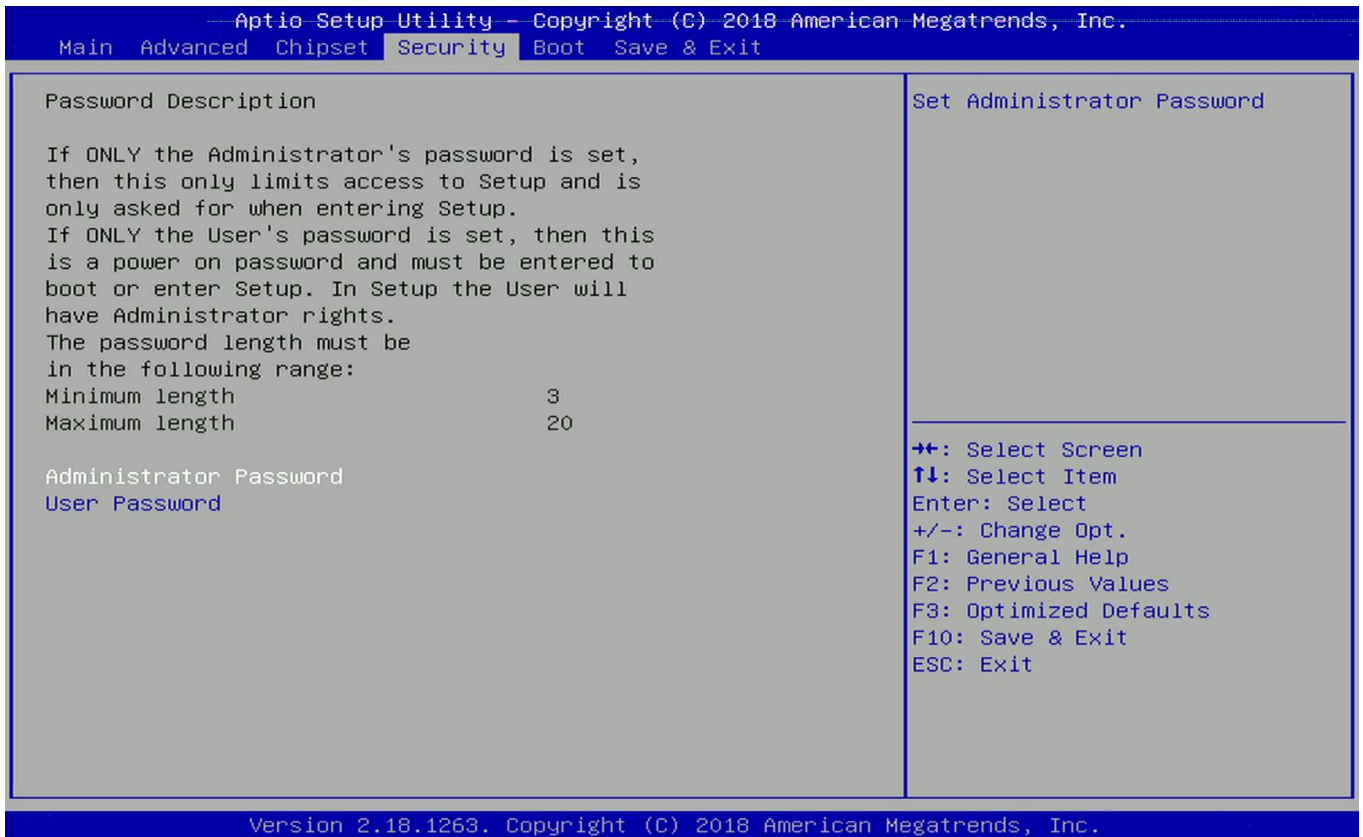 Aptio Setup Utility – Copyright (C) 2018 American Megatrends, Inc.
Main Advanced Chipset Security Boot Save & Exit
Password Description
If ONLY the Administrator's password is set,
then this only limits access to Setup and is
only asked for when entering Setup.
If ONLY the User's password is set, then this
is a power on password and must be entered to
boot or enter Setup. In Setup the User will
have Administrator rights.
The password length must be
in the following range:
Minimum length 3
Maximum length 20
Administrator Password
User Password
Set Administrator Password
→←: Select Screen
↑↓: Select Item
Enter: Select
+/-: Change Opt.
F1: General Help
F2: Previous Values
F3: Optimized Defaults
F10: Save & Exit
ESC: Exit
Version 2.18.1263. Copyright (C) 2018 American Megatrends, Inc.